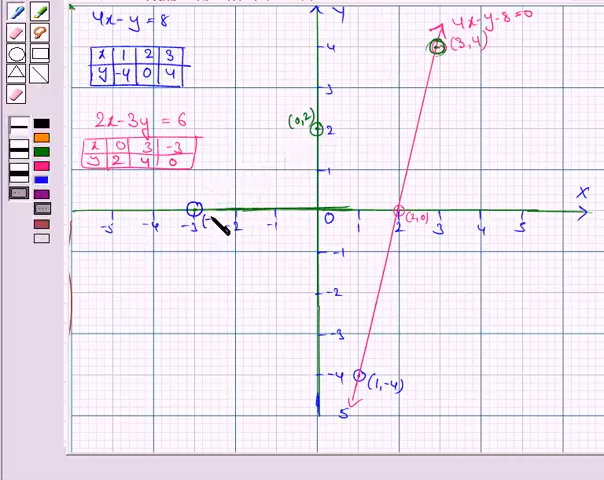 4x-y=8
x 1 2 3
y -4 0 4
2x-3y=6
x 0 3 -3
y 2 4 0
Y
4x-y-8=0
4
(3,4)
3
(0,2)
2
1
X
-5 -4 -3 -2 -1 0 1 2 3 4 5
(-
(2,0)
-1
-2
-3
-4
(1,-4)
5